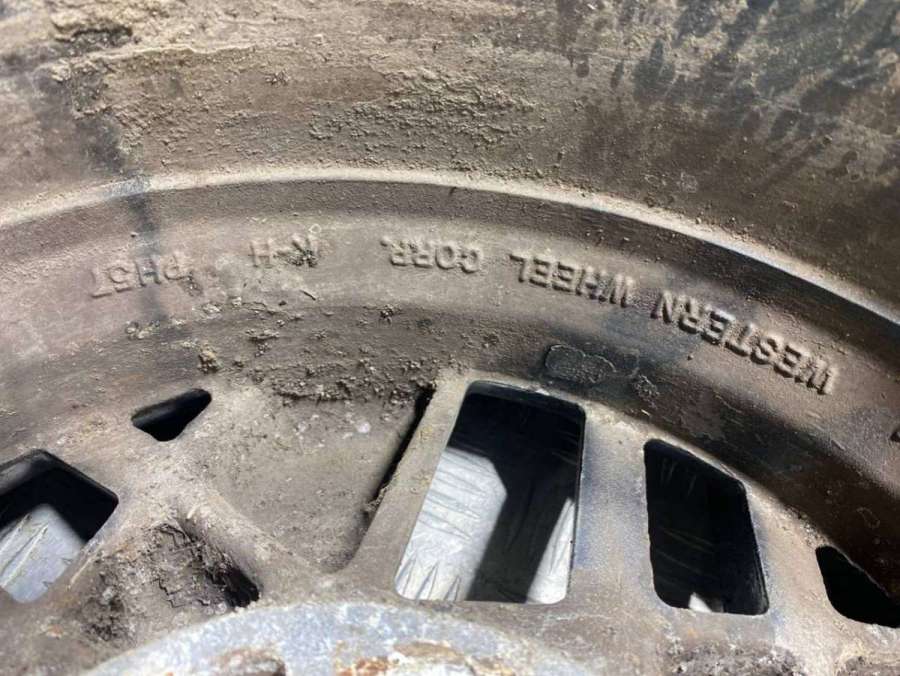 WESTERN WHEEL CORP. K-H PH57